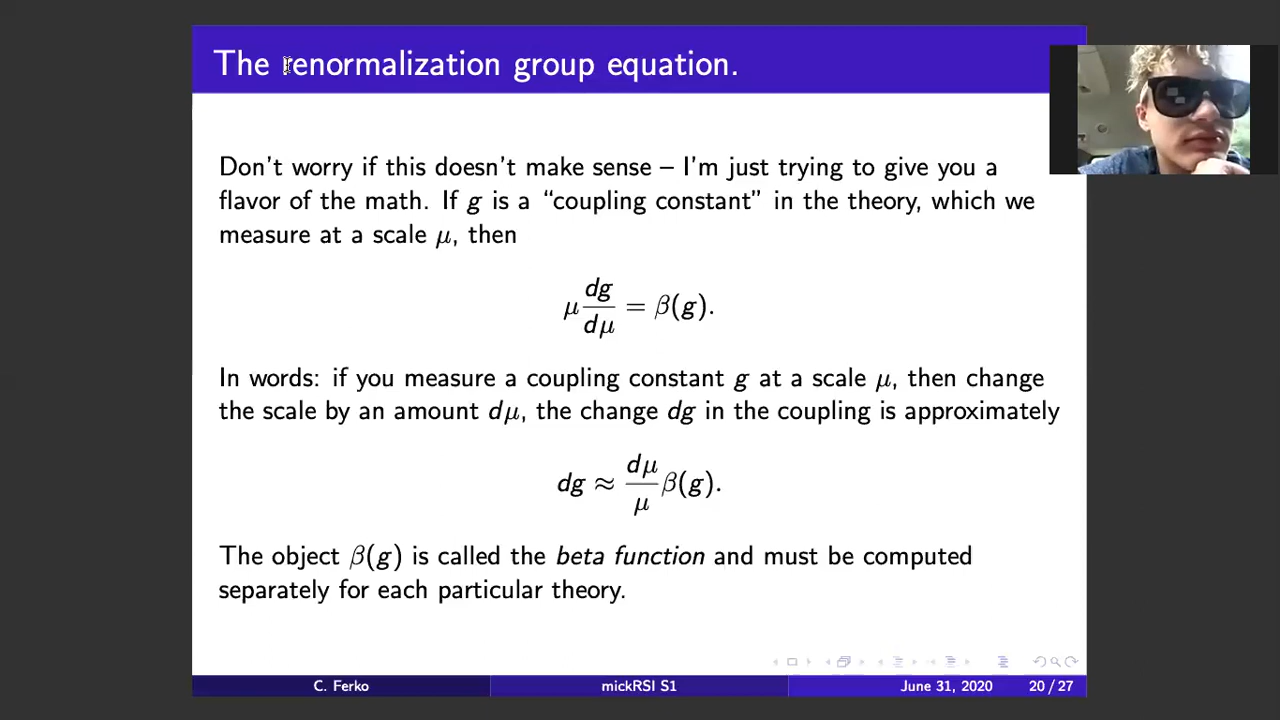 The renormalization group equation.
Don't worry if this doesn't make sense – I'm just trying to give you a
flavor of the math. If g is a “coupling constant” in the theory, which we
measure at a scale μ, then
μ dg/dμ = β(g).
In words: if you measure a coupling constant g at a scale μ, then change
the scale by an amount dμ, the change dg in the coupling is approximately
dg ≈ dμ/μ β(g).
The object β(g) is called the beta function and must be computed
separately for each particular theory.
C. Ferko mickRSI S1 June 31, 2020 20 / 27